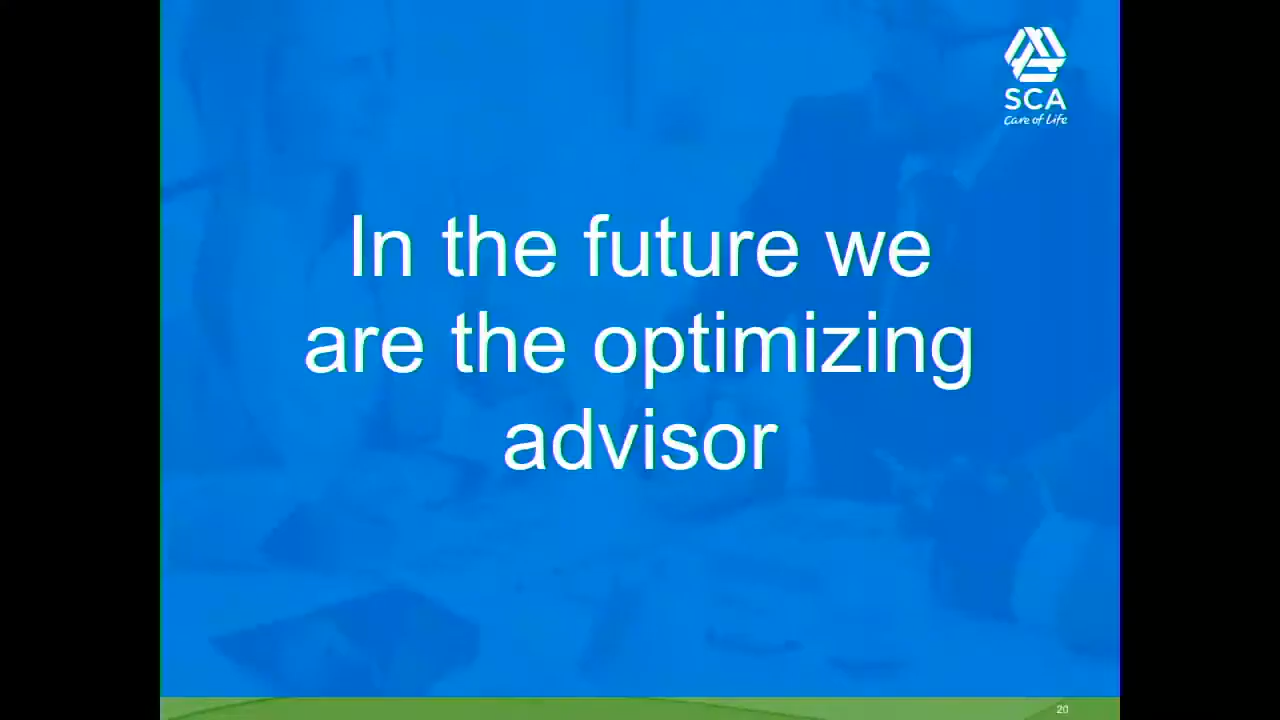 SCA
Care of Life
In the future we
are the optimizing
advisor
20